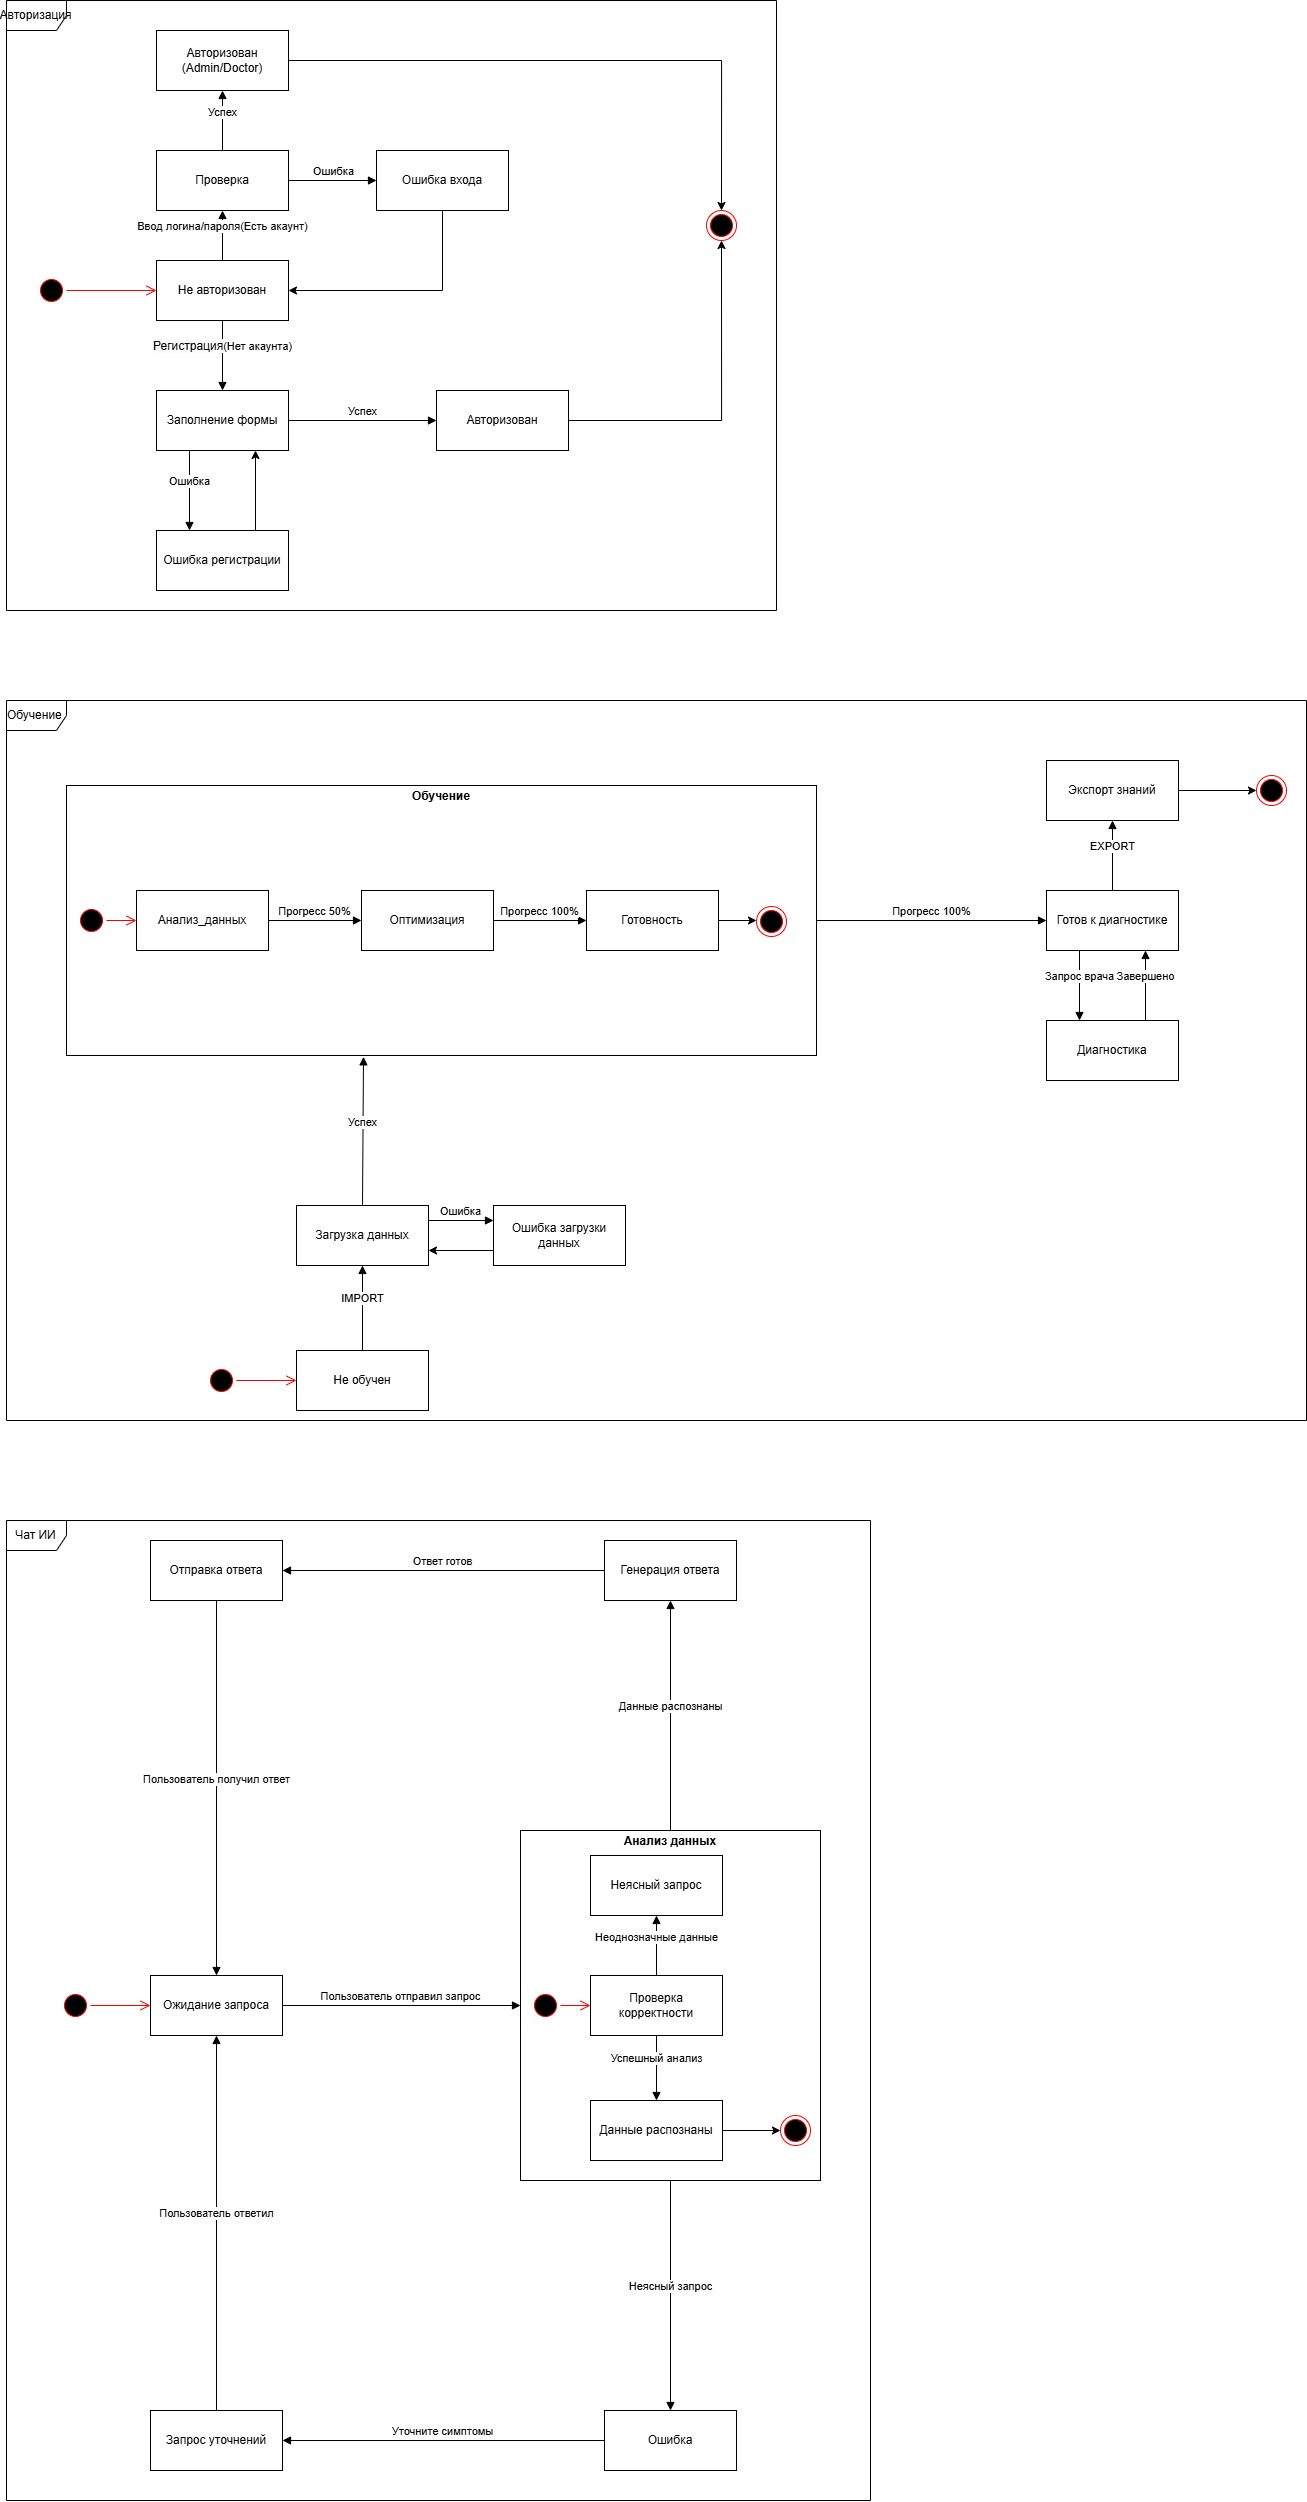 Авторизация
Авторизован
(Admin/Doctor)
Успех
Проверка
Ошибка
Ошибка входа
Ввод логина/пароля(Есть акаунт)
Не авторизован
Регистрация(Нет акаунта)
Заполнение формы
Успех
Авторизован
Ошибка
Ошибка регистрации
Обучение
Обучение
Анализ_данных
Прогресс 50%
Оптимизация
Прогресс 100%
Готовность
Прогресс 100%
Экспорт знаний
EXPORT
Готов к диагностике
Запрос врача
Завершено
Диагностика
Успех
Загрузка данных
Ошибка
Ошибка загрузки
данных
IMPORT
Не обучен
Чат ИИ
Отправка ответа
Ответ готов
Генерация ответа
Данные распознаны
Пользователь получил ответ
Анализ данных
Неясный запрос
Неоднозначные данные
Ожидание запроса
Пользователь отправил запрос
Проверка
корректности
Успешный анализ
Данные распознаны
Пользователь ответил
Неясный запрос
Запрос уточнений
Уточните симптомы
Ошибка